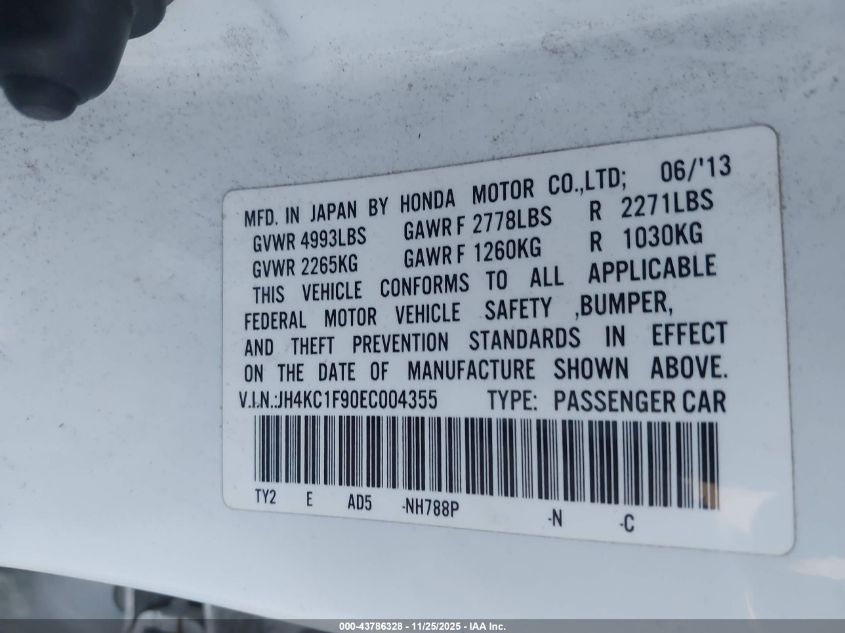 MFD. IN JAPAN BY HONDA MOTOR CO.,LTD; 06/'13
GVWR 4993LBS GAWR F 2778LBS R 2271LBS
GVWR 2265KG GAWR F 1260KG R 1030KG
THIS VEHICLE CONFORMS TO ALL APPLICABLE
FEDERAL MOTOR VEHICLE SAFETY ,BUMPER,
AND THEFT PREVENTION STANDARDS IN EFFECT
ON THE DATE OF MANUFACTURE SHOWN ABOVE.
V.I.N.:JH4KC1F90EC004355 TYPE: PASSENGER CAR
TY2 E AD5 -NH788P -N -C
000-43786328 - 11/25/2025 - IAA Inc.